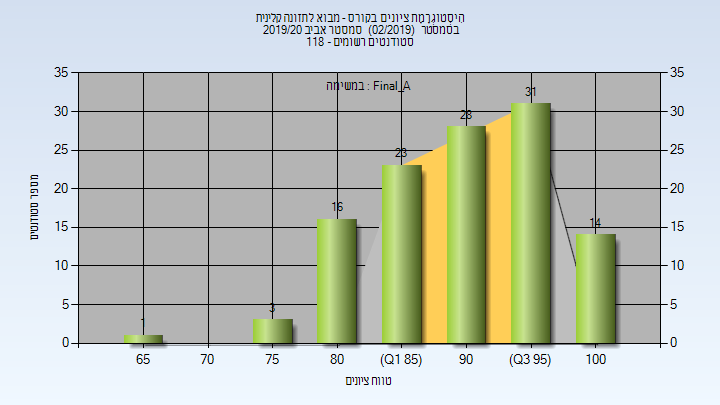 היסטוגרמת ציונים בקורס - מבוא לתזונה קלינית
בסמסטר (02/2019) סמסטר אביב 2019/20
סטודנטים רשומים - 118
במשימה : Final_A
35 35
30 30
25 25
20 20
15 15
10 10
5 5
0 0
מספר סטודנטים
1 3 16 23 28 31 14
65 70 75 80 (Q1 85) 90 (Q3 95) 100
טווח ציונים